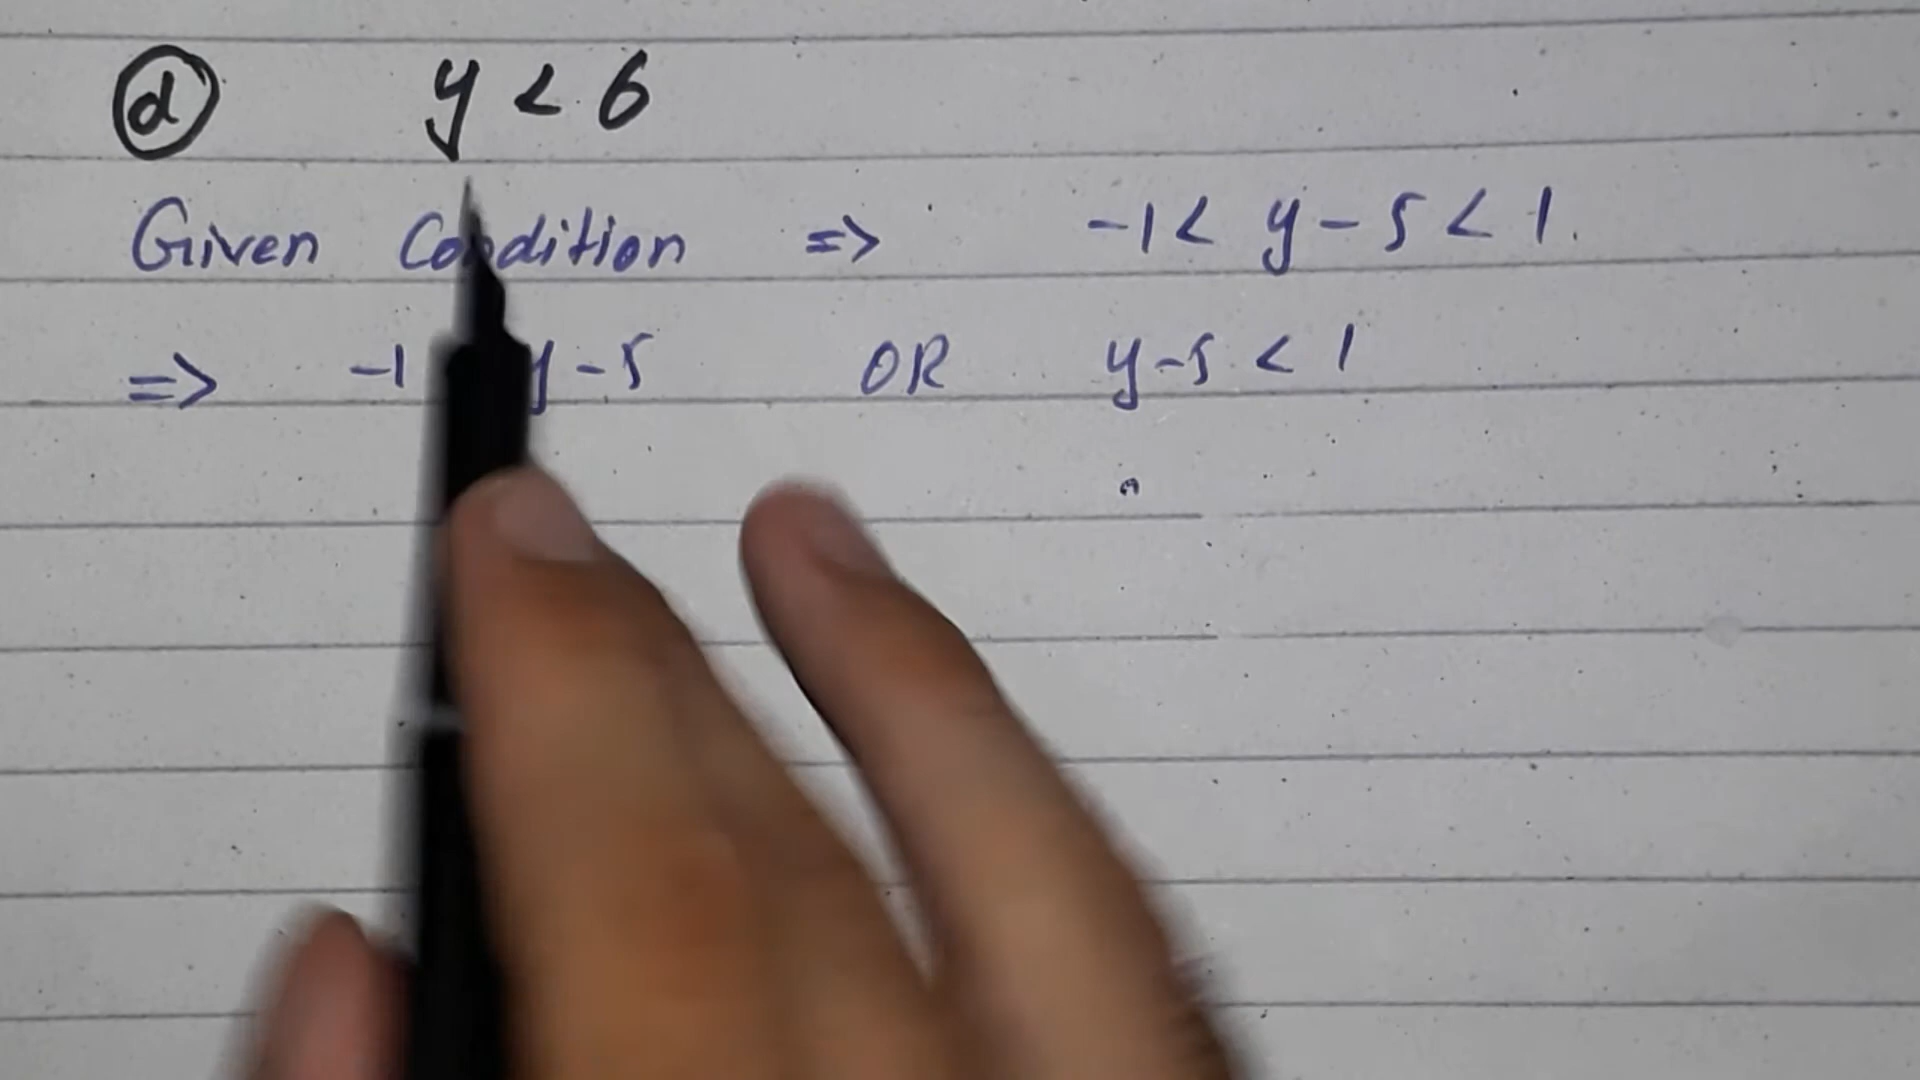 d y < 6
Given Condition => -1 < y - 5 < 1.
=> -1 y - 5 OR y - 5 < 1